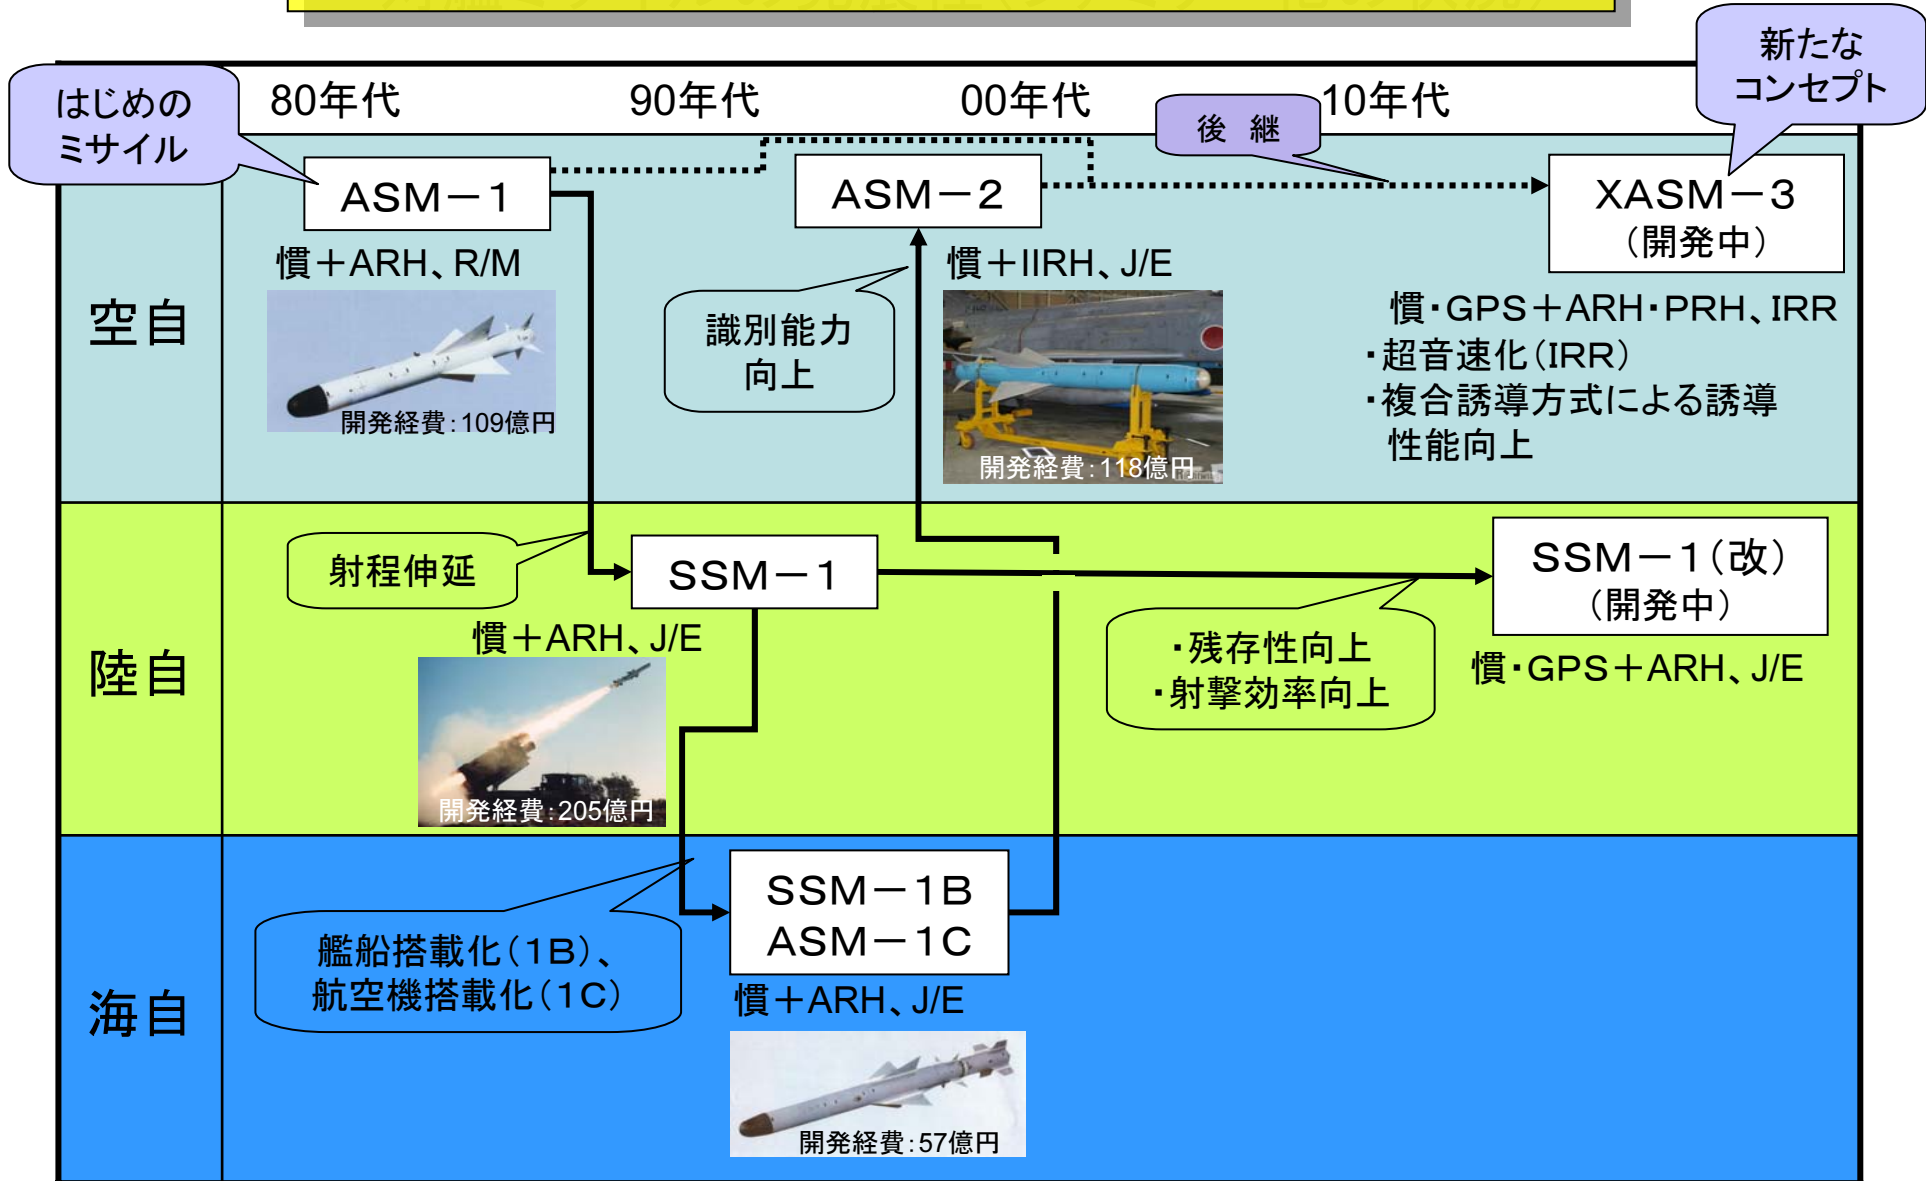 はじめの
ミサイル
新たな
コンセプト
80年代
90年代
00年代
10年代
後 継
空自
ASM-1
慣+ARH、R/M
開発経費:109億円
ASM-2
慣+IIRH、J/E
開発経費:118億円
識別能力
向上
XASM-3
(開発中)
慣・GPS+ARH・PRH、IRR
・超音速化(IRR)
・複合誘導方式による誘導
性能向上
陸自
射程伸延
SSM-1
慣+ARH、J/E
開発経費:205億円
・残存性向上
・射撃効率向上
SSM-1(改)
(開発中)
慣・GPS+ARH、J/E
海自
艦船搭載化(1B)、
航空機搭載化(1C)
SSM-1B
ASM-1C
慣+ARH、J/E
開発経費:57億円